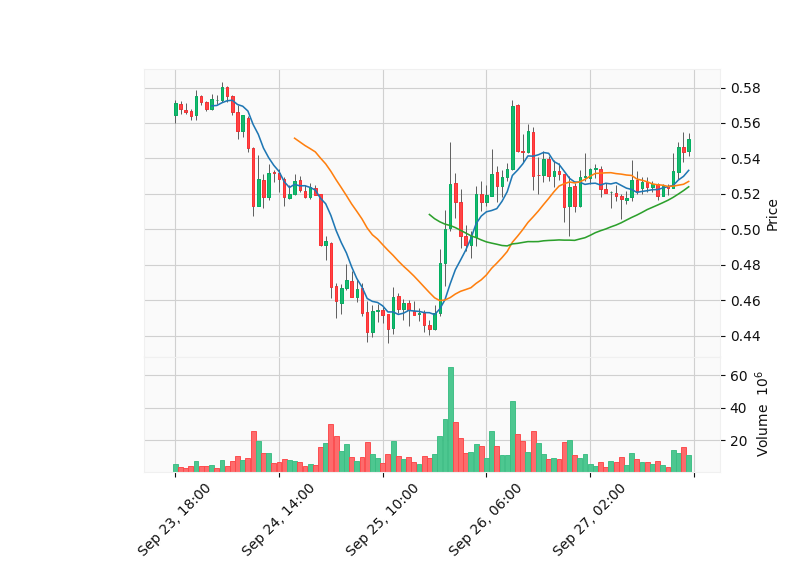 0.58
0.56
0.54
0.52
0.50
0.48
0.46
0.44
Price
60
40
20
Volume 10⁶
Sep 23, 18:00
Sep 24, 14:00
Sep 25, 10:00
Sep 26, 06:00
Sep 27, 02:00